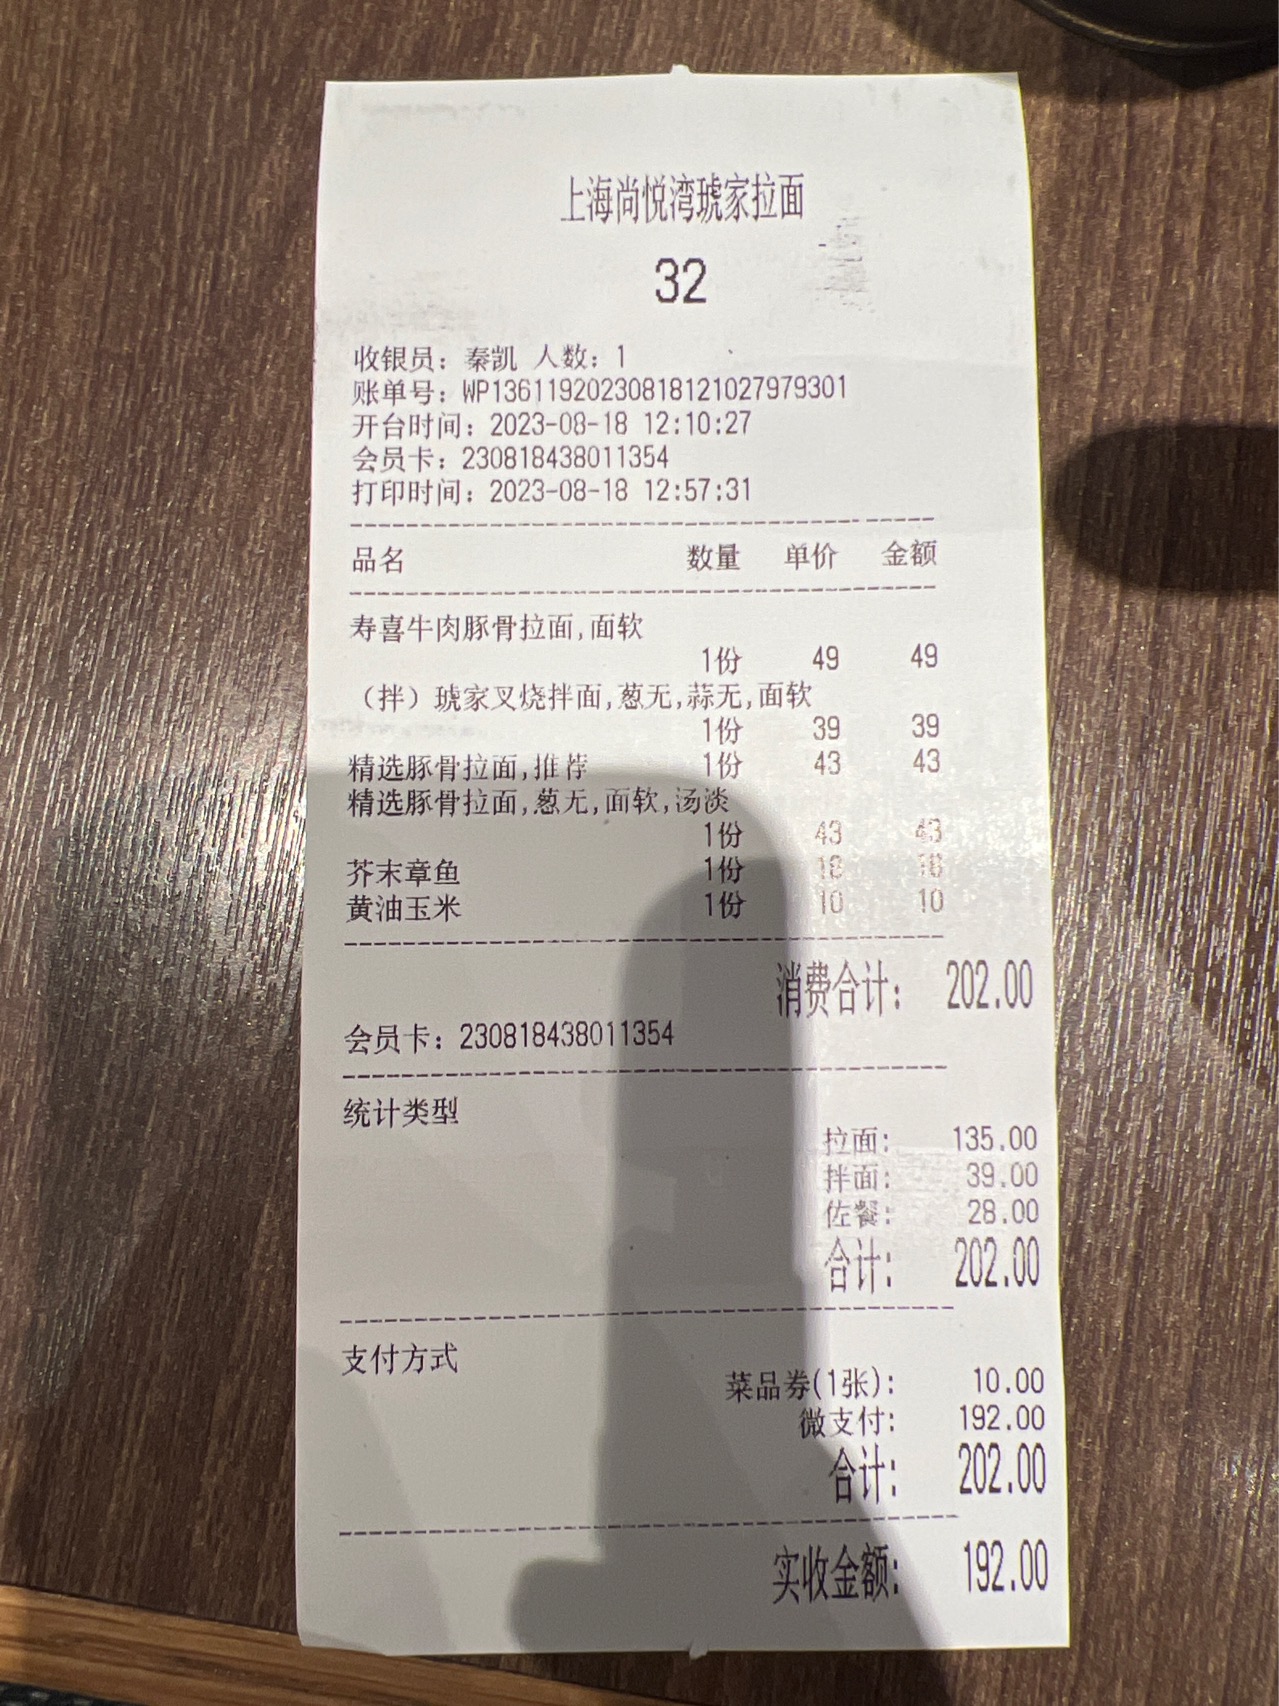 上海尚悦湾琥家拉面
32
收银员：秦凯 人数：1
账单号：WP13611920230818121027979301
开台时间：2023-08-18 12:10:27
会员卡：230818438011354
打印时间：2023-08-18 12:57:31
品名 数量 单价 金额
寿喜牛肉豚骨拉面,面软
1份 49 49
（拌）琥家叉烧拌面,葱无,蒜无,面软
1份 39 39
精选豚骨拉面,推荐 1份 43 43
精选豚骨拉面,葱无,面软,汤淡
1份 43 43
芥末章鱼 1份 18 18
黄油玉米 1份 10 10
消费合计： 202.00
会员卡：230818438011354
统计类型
拉面： 135.00
拌面： 39.00
佐餐： 28.00
合计： 202.00
支付方式
菜品券(1张)： 10.00
微支付： 192.00
合计： 202.00
实收金额： 192.00